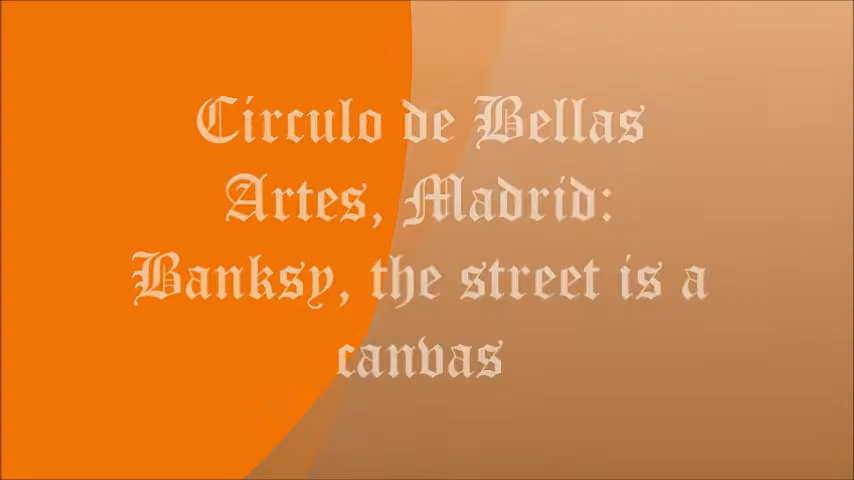 Circulo de Bellas
Artes, Madrid:
Banksy, the street is a
canvas